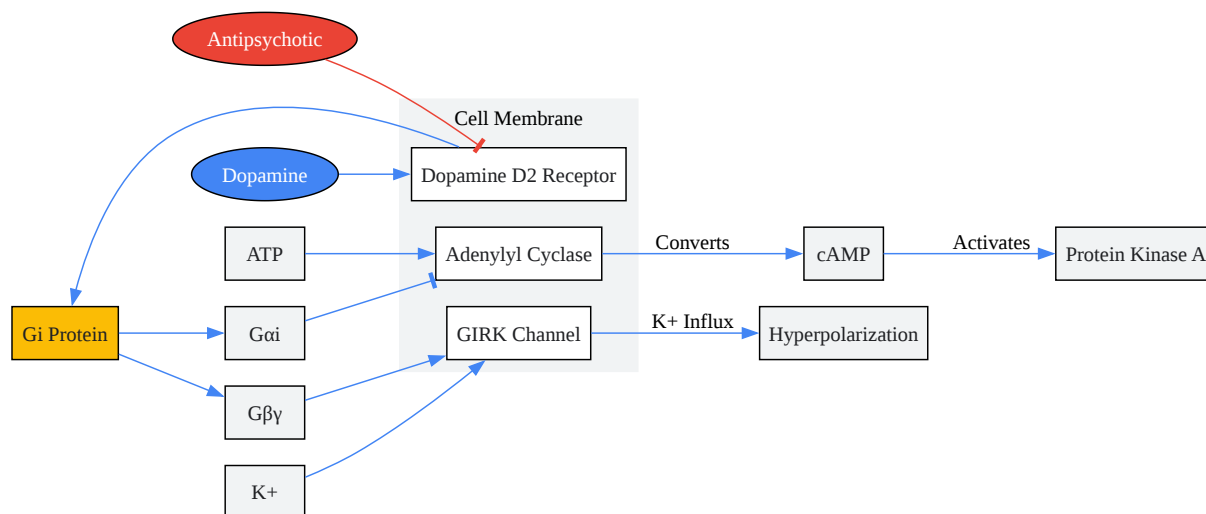 Antipsychotic
Cell Membrane
Dopamine
Dopamine D2 Receptor
ATP
Adenylyl Cyclase
Converts
cAMP
Activates
Protein Kinase A
Gi Protein
Gαi
GIRK Channel
K+ Influx
Hyperpolarization
Gβγ
K+